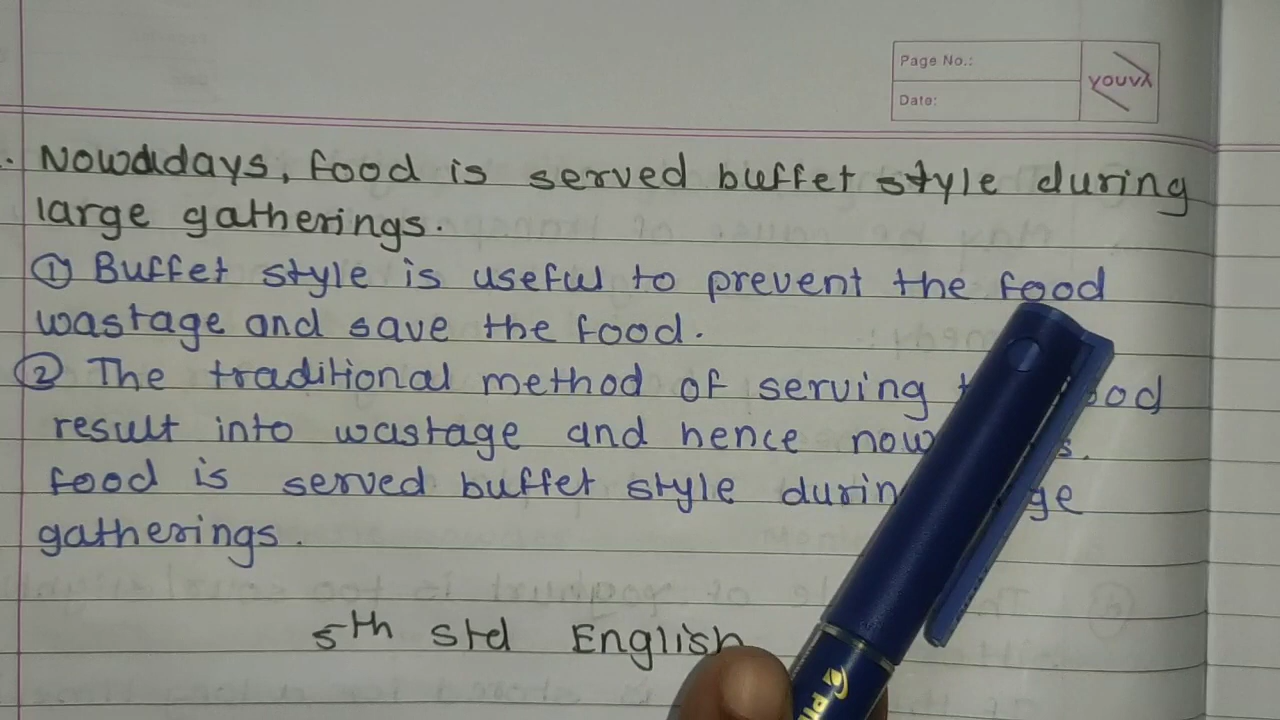 Page No.:
Date:
YOUVA
. Nowadays, food is served buffet style during
large gatherings.
① Buffet style is useful to prevent the food
wastage and save the food.
② The traditional method of serving
result into wastage and hence
food is served buffet style
gatherings.
5th std English